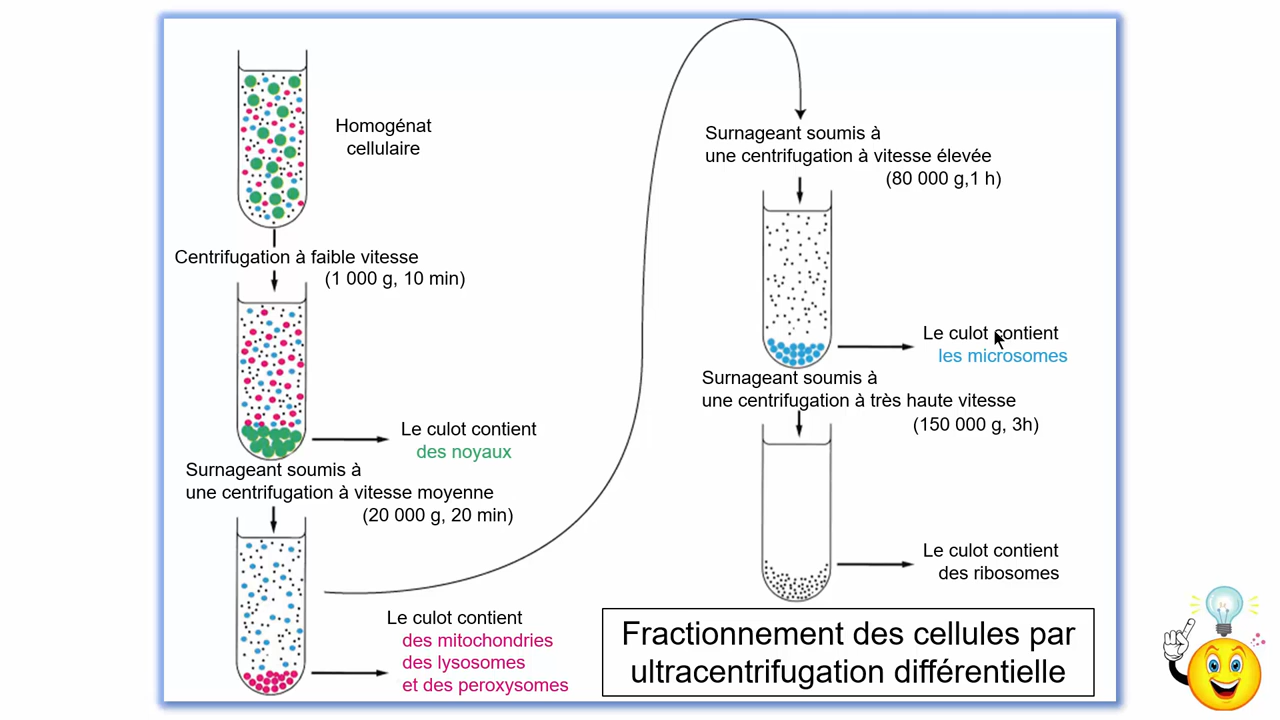 Homogénat
cellulaire
Centrifugation à faible vitesse
(1 000 g, 10 min)
Le culot contient
des noyaux
Surnageant soumis à
une centrifugation à vitesse moyenne
(20 000 g, 20 min)
Le culot contient
des mitochondries
des lysosomes
et des peroxysomes
Surnageant soumis à
une centrifugation à vitesse élevée
(80 000 g,1 h)
Le culot contient
les microsomes
Surnageant soumis à
une centrifugation à très haute vitesse
(150 000 g, 3h)
Le culot contient
des ribosomes
Fractionnement des cellules par
ultracentrifugation différentielle